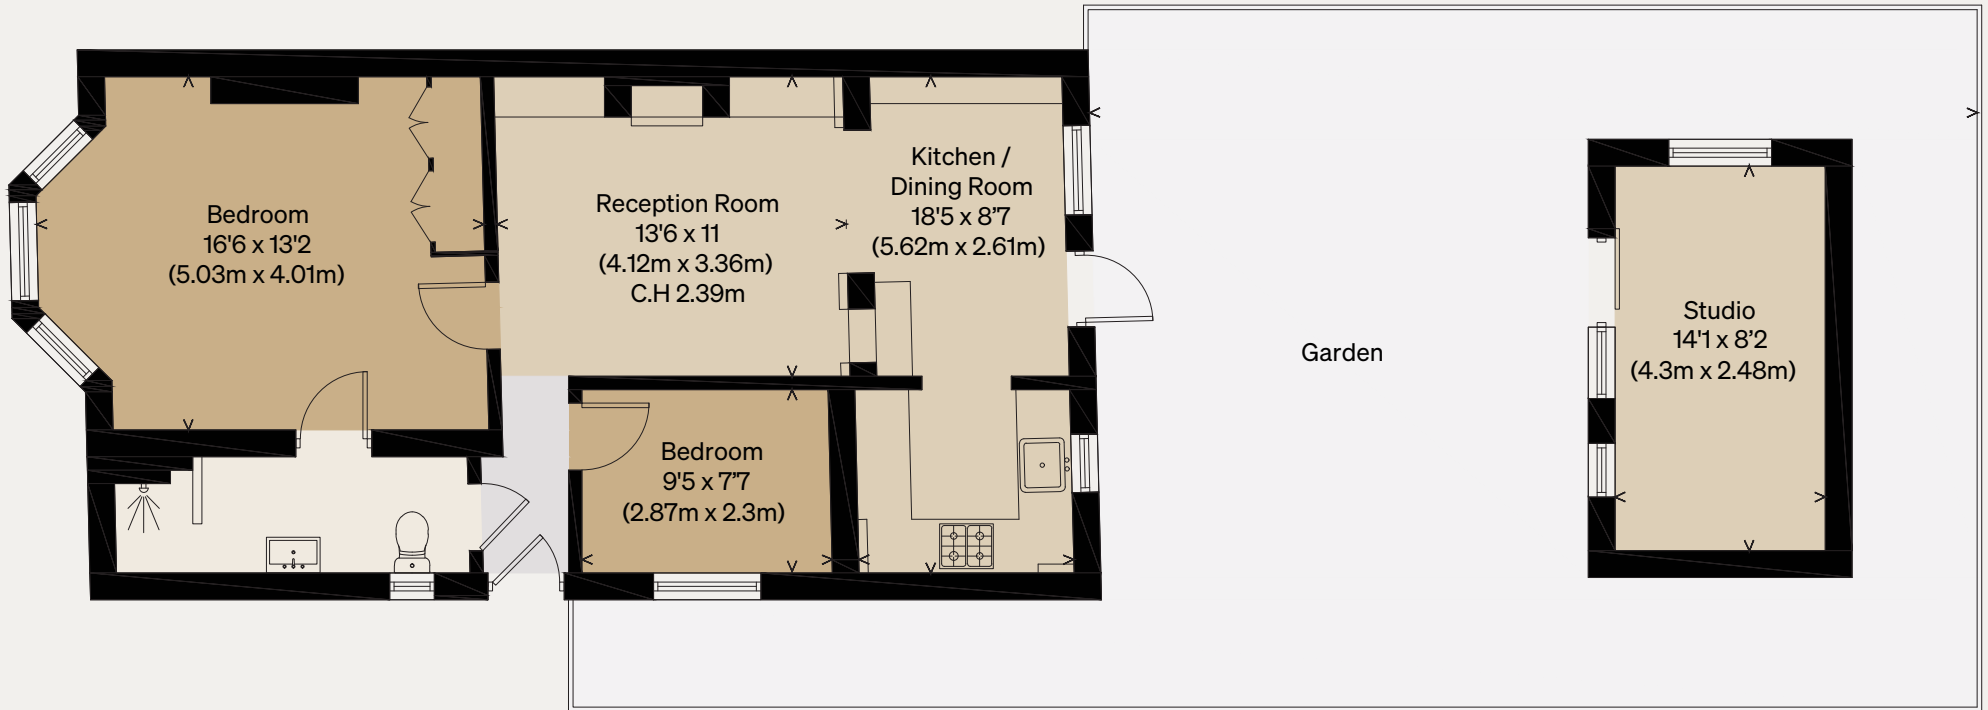 Bedroom
16'6 x 13'2
(5.03m x 4.01m)
Reception Room
13'6 x 11
(4.12m x 3.36m)
C.H 2.39m
Kitchen /
Dining Room
18'5 x 8'7
(5.62m x 2.61m)
Bedroom
9'5 x 7'7
(2.87m x 2.3m)
Garden
Studio
14'1 x 8'2
(4.3m x 2.48m)